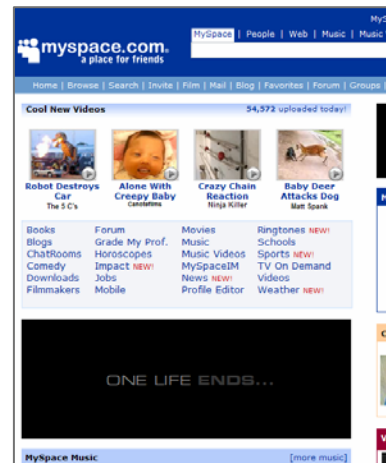 MyS
myspace.com.
a place for friends
MySpace | People | Web | Music | Music
Home | Browse | Search | Invite | Film | Mail | Blog | Favorites | Forum | Groups |
Cool New Videos 54,572 uploaded today!
Robot Destroys Alone With Crazy Chain Baby Deer
Car Creepy Baby Reaction Attacks Dog
The 5 C's Canstefilms Ninja Killer Matt Spank
Books Forum Movies Ringtones NEW!
Blogs Grade My Prof. Music Schools
ChatRooms Horoscopes Music Videos Sports NEW!
Comedy Impact NEW! MySpaceIM TV On Demand
Downloads Jobs News NEW! Videos
Filmmakers Mobile Profile Editor Weather NEW!
ONE LIFE ENDS...
MySpace Music [more music]